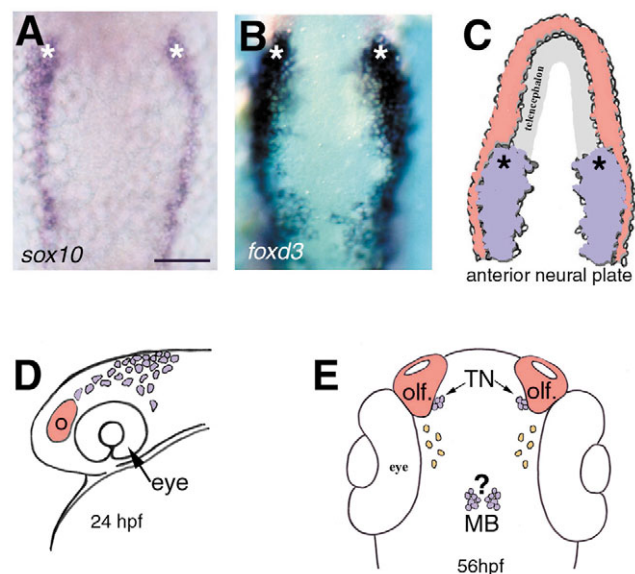 A
*
*
sox10
B
*
*
foxd3
C
telencephalon
*
*
anterior neural plate
D
o
eye
24 hpf
E
olf.
TN
olf.
eye
?
MB
56hpf